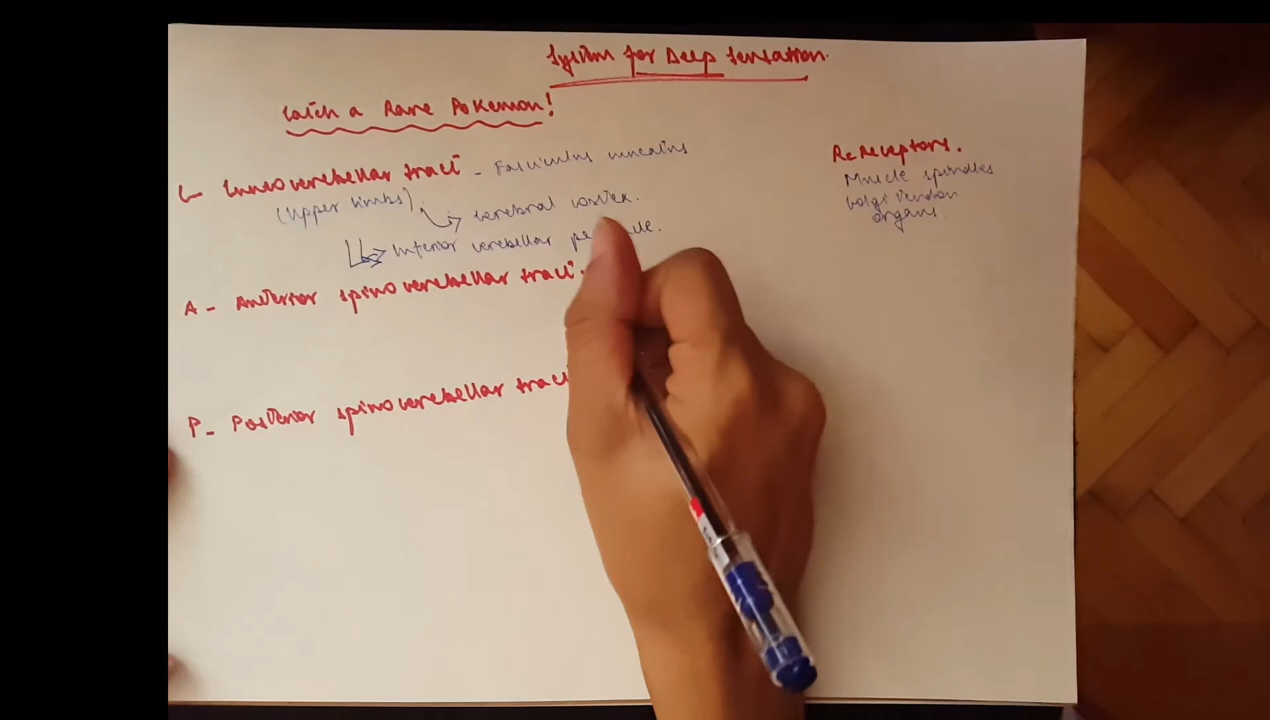 System for Deep Sensation.
Catch a Rare Pokemon!
C- Cuneocerebellar tract - Fasciculus cuneatus
(Upper limbs)
cerebral cortex.
Inferior cerebellar
A- Anterior spinocerebellar tract.
P- Posterior spinocerebellar tract
R- Receptors.
Muscle spindles
Golgi tendon
organs.